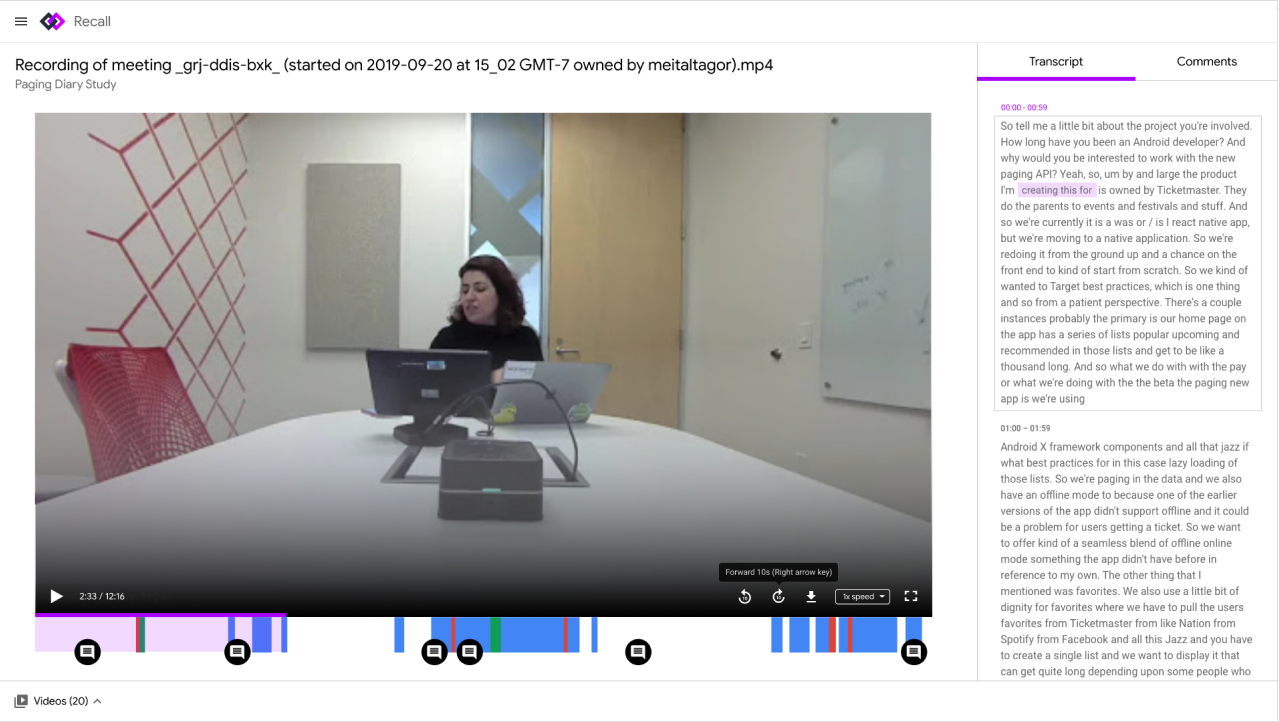 Recall
Recording of meeting _grj-ddis-bxk_ (started on 2019-09-20 at 15_02 GMT-7 owned by meitaltagor).mp4
Paging Diary Study
Forward 10s (Right arrow key)
2:33 / 12:16
1x speed
Videos (20)
Transcript
Comments
00:00 - 00:59
So tell me a little bit about the project you're involved.
How long have you been an Android developer? And
why would you be interested to work with the new
paging API? Yeah, so, um by and large the product
I'm creating this for is owned by Ticketmaster. They
do the parents to events and festivals and stuff. And
so we're currently it is a was or / is I react native app,
but we're moving to a native application. So we're
redoing it from the ground up and a chance on the
front end to kind of start from scratch. So we kind of
wanted to Target best practices, which is one thing
and so from a patient perspective. There's a couple
instances probably the primary is our home page on
the app has a series of lists popular upcoming and
recommended in those lists and get to be like a
thousand long. And so what we do with with the pay
or what we're doing with the the beta the paging new
app is we're using
01:00 – 01:59
Android X framework components and all that jazz if
what best practices for in this case lazy loading of
those lists. So we're paging in the data and we also
have an offline mode to because one of the earlier
versions of the app didn't support offline and it could
be a problem for users getting a ticket. So we want
to offer kind of a seamless blend of offline online
mode something the app didn't have before in
reference to my own. The other thing that I
mentioned was favorites. We also use a little bit of
dignity for favorites where we have to pull the users
favorites from Ticketmaster from like Nation from
Spotify from Facebook and all this Jazz and you have
to create a single list and we want to display it that
can get quite long depending upon some people who